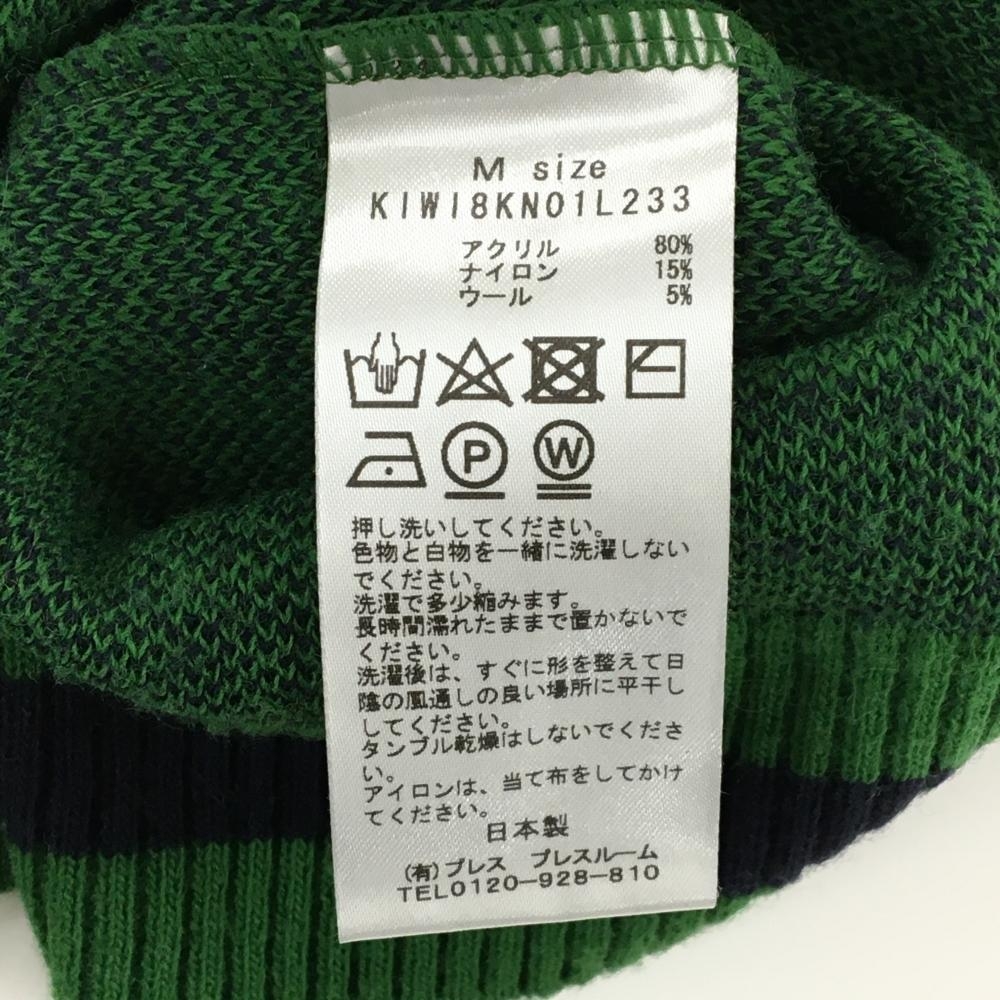 M size
KIWI8KN01L233
アクリル 80%
ナイロン 15%
ウール 5%
P W
押し洗いしてください。
色物と白物を一緒に洗濯しない
でください。
洗濯で多少縮みます。
長時間濡れたままで置かないで
ください。
洗濯後は、すぐに形を整えて日
陰の風通しの良い場所に平干し
してください。
タンブル乾燥はしないでくださ
い。
アイロンは、当て布をしてかけ
てください。
日本製
(有)プレス プレスルーム
TEL0120-928-810